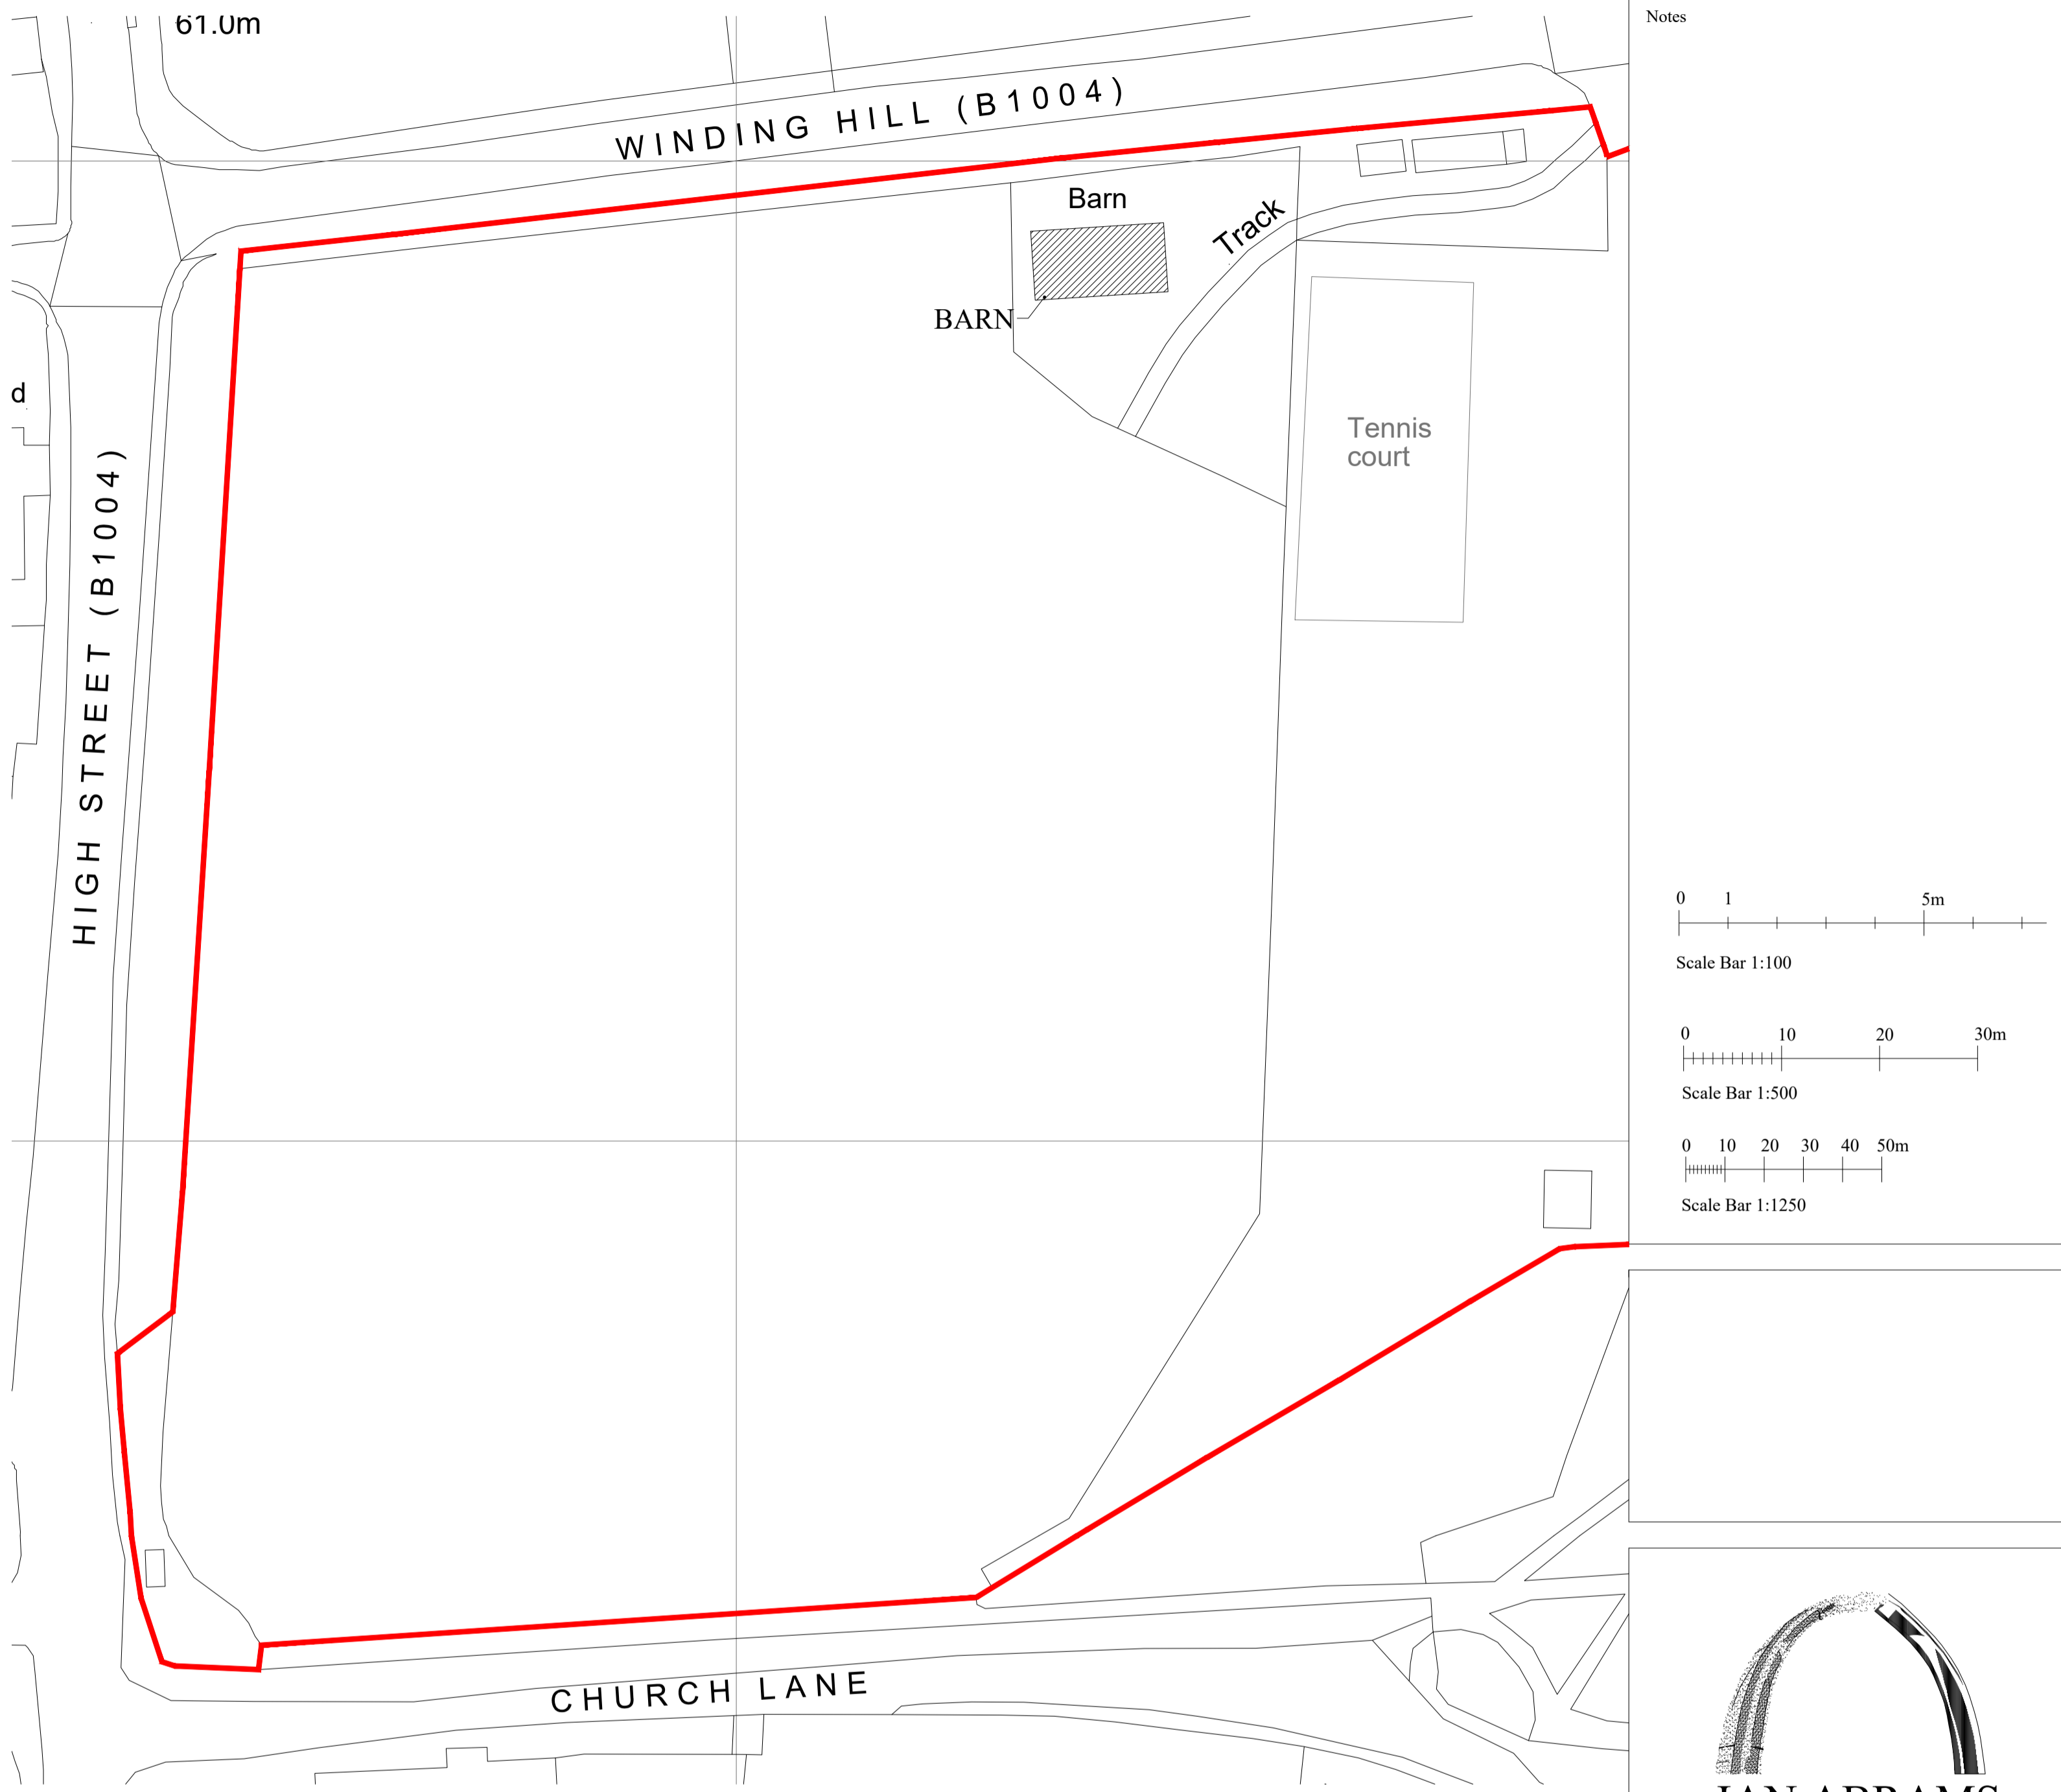 61.0m
Notes
WINDING HILL (B1004)
Barn
Track
BARN
d
Tennis
court
HIGH STREET (B1004)
0 1 5m
Scale Bar 1:100
0 10 20 30m
Scale Bar 1:500
0 10 20 30 40 50m
Scale Bar 1:1250
CHURCH LANE
IAN ABRAMS